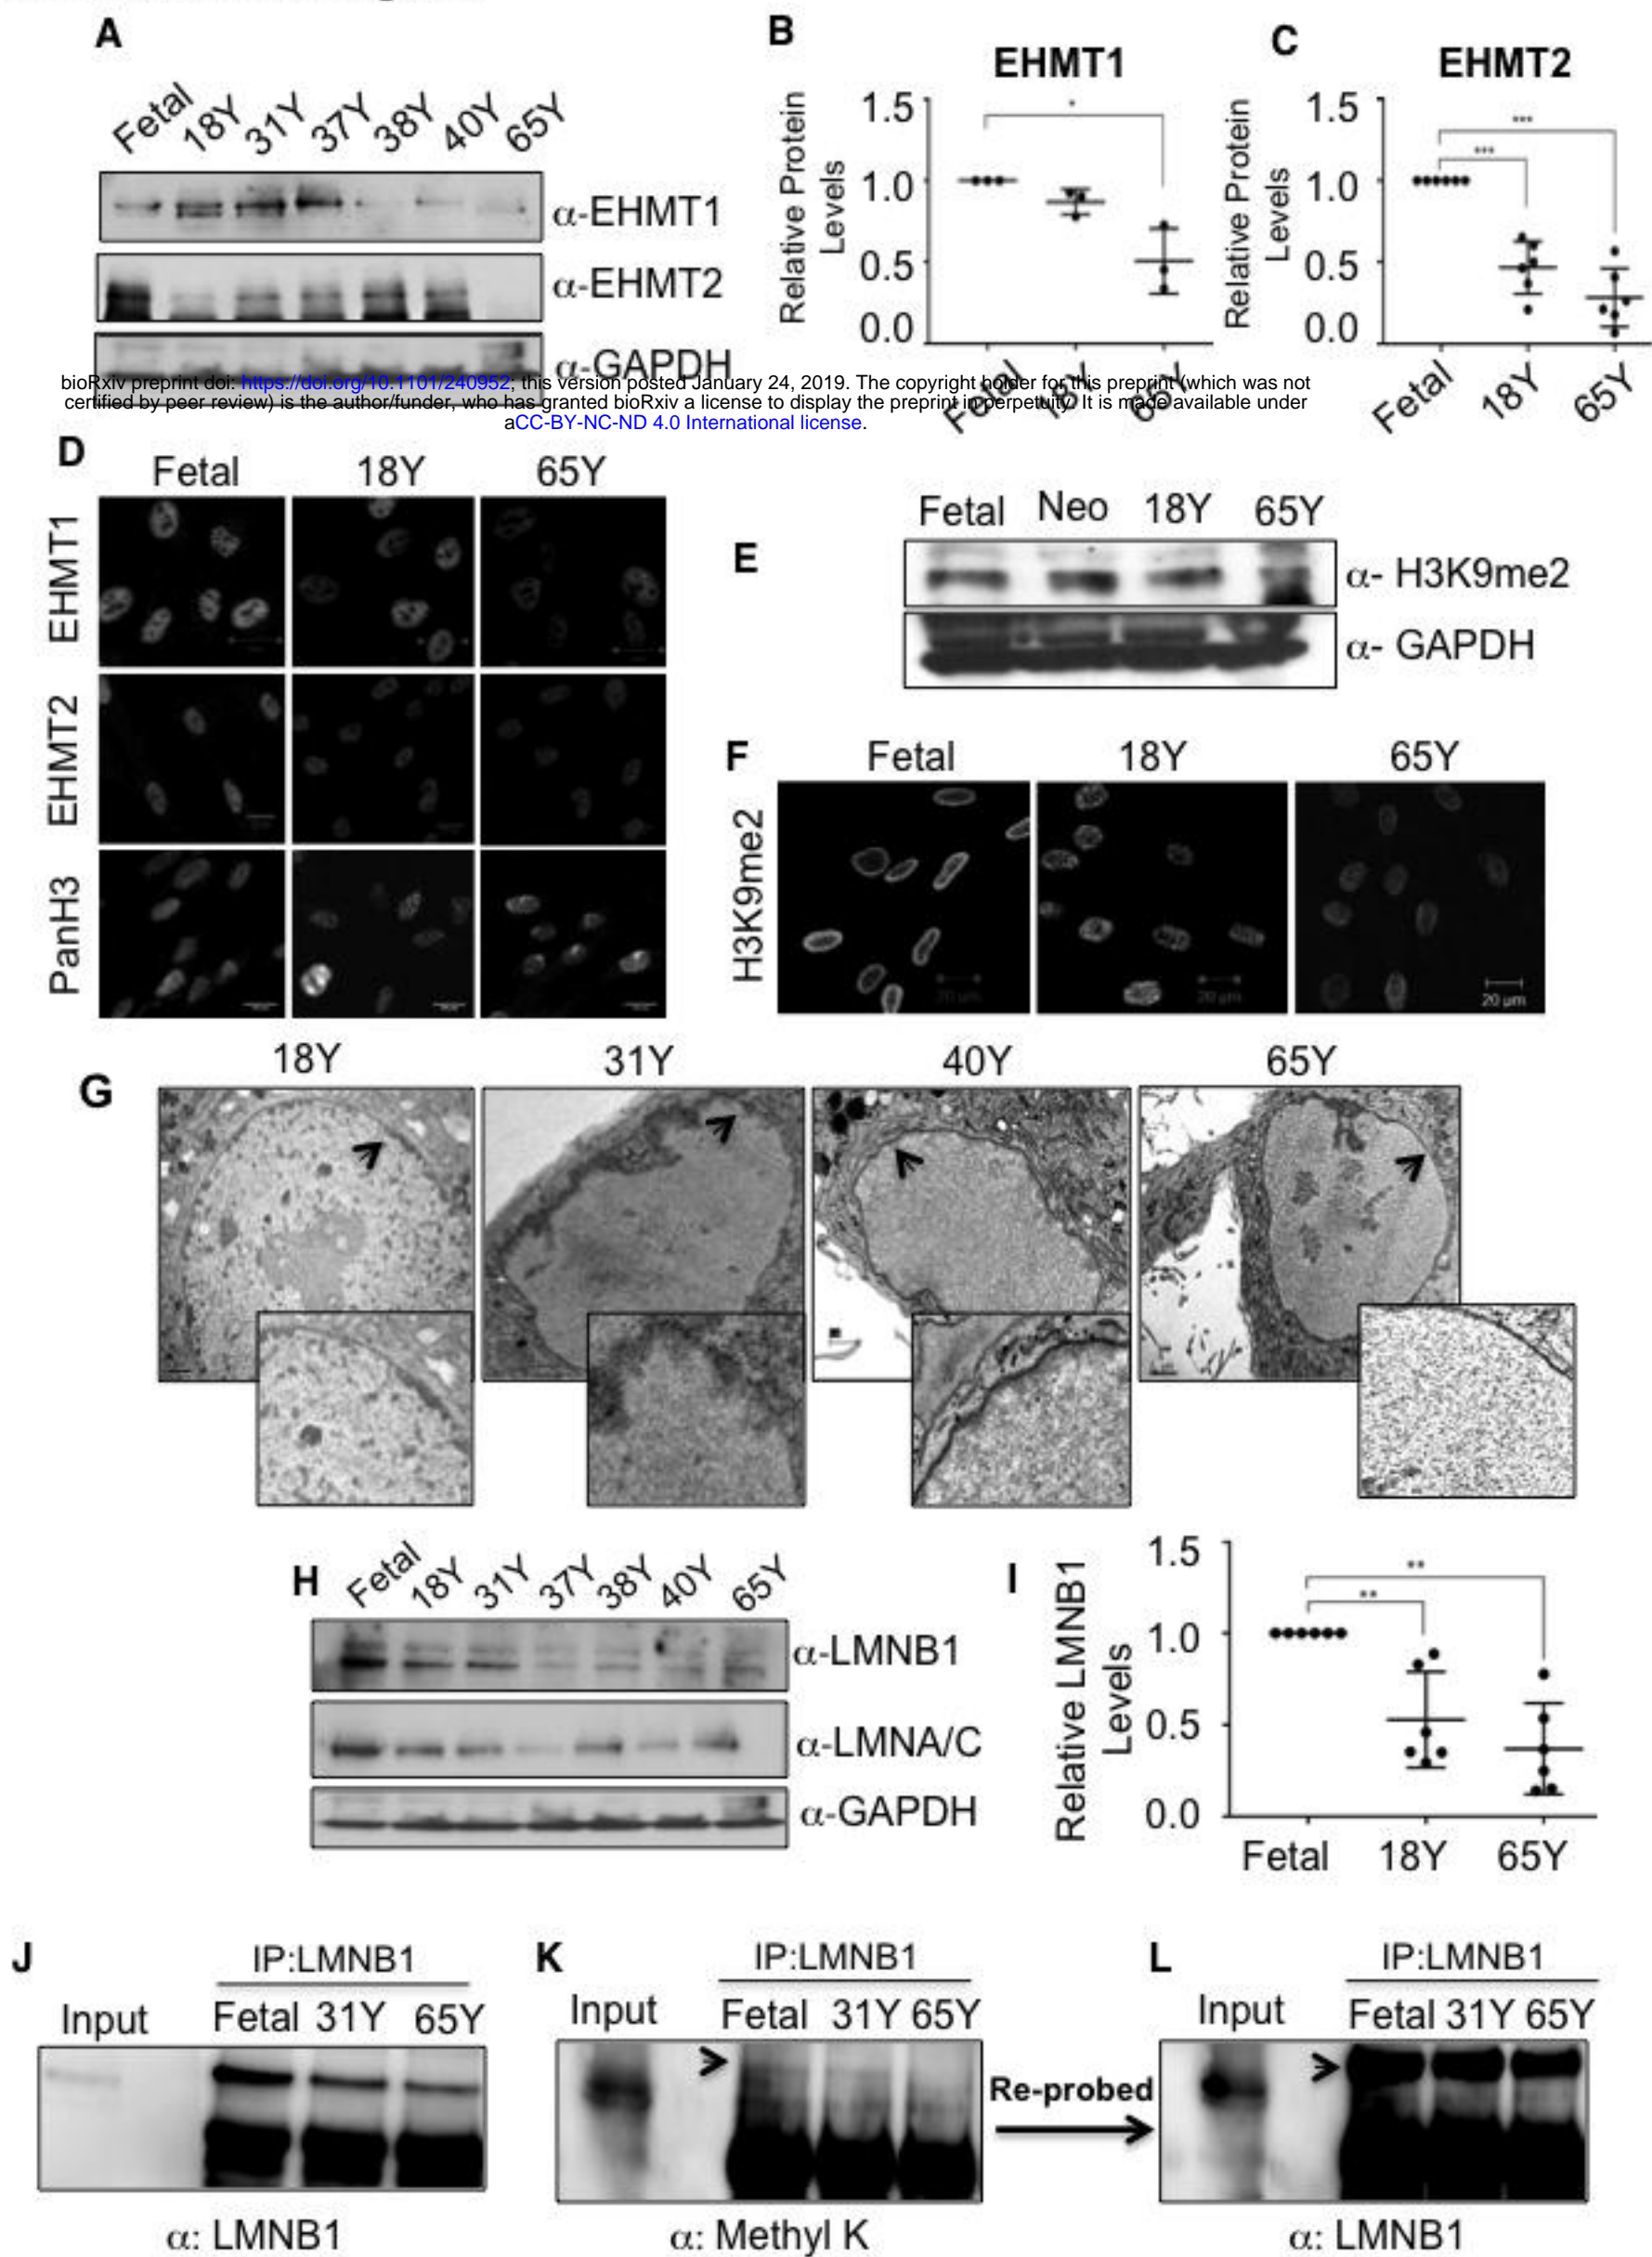 A
B
C
EHMT1
EHMT2
Fetal 18Y 31Y 37Y 38Y 40Y 65Y
α-EHMT1
α-EHMT2
α-GAPDH
Relative Protein
Levels
1.5
1.0
0.5
0.0
*
Fetal 18Y 65Y
Relative Protein
Levels
1.5
1.0
0.5
0.0
***
***
Fetal 18Y 65Y
bioRxiv preprint doi: https://doi.org/10.1101/240952; this version posted January 24, 2019. The copyright holder for this preprint (which was not
certified by peer review) is the author/funder, who has granted bioRxiv a license to display the preprint in perpetuity. It is made available under
aCC-BY-NC-ND 4.0 International license.
D
Fetal 18Y 65Y
EHMT1
EHMT2
PanH3
E
Fetal Neo 18Y 65Y
α- H3K9me2
α- GAPDH
F
Fetal 18Y 65Y
H3K9me2
20 µm 20 µm 20 µm
G
18Y 31Y 40Y 65Y
H
Fetal 18Y 31Y 37Y 38Y 40Y 65Y
α-LMNB1
α-LMNA/C
α-GAPDH
I
Relative LMNB1
Levels
1.5
1.0
0.5
0.0
**
**
Fetal 18Y 65Y
J
IP:LMNB1
Input Fetal 31Y 65Y
α: LMNB1
K
IP:LMNB1
Input Fetal 31Y 65Y
α: Methyl K
Re-probed
L
IP:LMNB1
Input Fetal 31Y 65Y
α: LMNB1